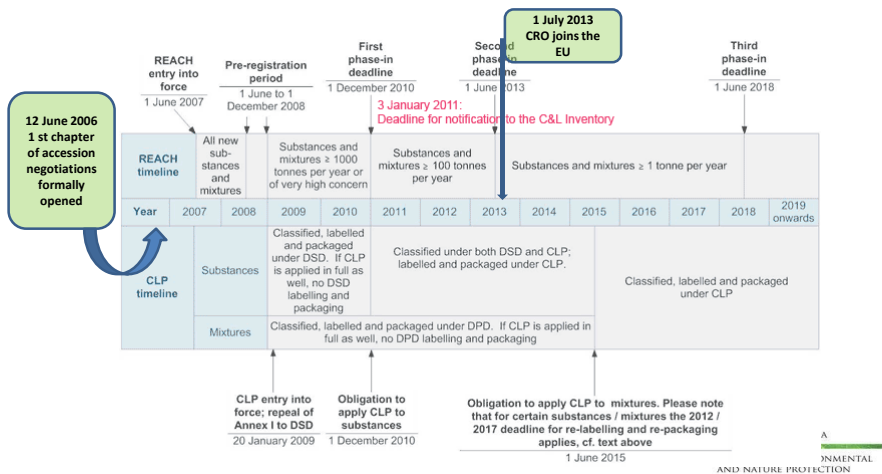 1 July 2013
CRO joins the
EU
REACH
entry into
force
1 June 2007
Pre-registration
period
1 June to 1
December 2008
First
phase-in
deadline
1 December 2010
Second
phase-in
deadline
1 June 2013
Third
phase-in
deadline
1 June 2018
3 January 2011:
Deadline for notification to the C&L Inventory
12 June 2006
1 st chapter
of accession
negotiations
formally
opened
REACH
timeline
All new
sub-
stances
and
mixtures
Substances and
mixtures ≥ 1000
tonnes per year or
of very high concern
Substances and
mixtures ≥ 100 tonnes
per year
Substances and mixtures ≥ 1 tonne per year
Year 2007 2008 2009 2010 2011 2012 2013 2014 2015 2016 2017 2018 2019
onwards
CLP
timeline
Substances
Classified, labelled
and packaged
under DSD. If CLP
is applied in full
as well, no DSD
labelling and
packaging
Classified under both DSD and CLP;
labelled and packaged under CLP.
Classified, labelled and packaged
under CLP
Mixtures
Classified, labelled and packaged under DPD. If CLP is applied in
full as well, no DPD labelling and packaging
CLP entry into
force; repeal of
Annex I to DSD
20 January 2009
Obligation to
apply CLP to
substances
1 December 2010
Obligation to apply CLP to mixtures. Please note
that for certain substances / mixtures the 2012 /
2017 deadline for re-labelling and re-packaging
applies, cf. text above
1 June 2015
A
ONMENTAL
AND NATURE PROTECTION